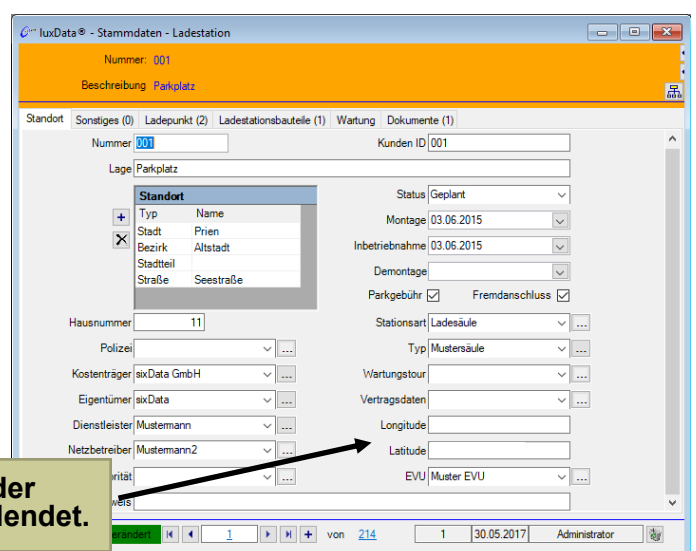 luxData® - Stammdaten - Ladestation
Nummer: 001
Beschreibung Parkplatz
Standort Sonstiges (0) Ladepunkt (2) Ladestationsbauteile (1) Wartung Dokumente (1)
Nummer 001 Kunden ID 001
Lage Parkplatz
Standort
Typ Name
Stadt Prien
Bezirk Altstadt
Stadtteil
Straße Seestraße
Status Geplant
Montage 03.06.2015
Inbetriebnahme 03.06.2015
Demontage
Parkgebühr Fremdanschluss
Hausnummer 11 Stationsart Ladesäule
Polizei Typ Mustersäule
Kostenträger sixData GmbH Wartungstour
Eigentümer sixData Vertragsdaten
Dienstleister Mustermann Longitude
Netzbetreiber Mustermann2 Latitude
EVU Muster EVU
der
lendet.
1 von 214 1 30.05.2017 Administrator